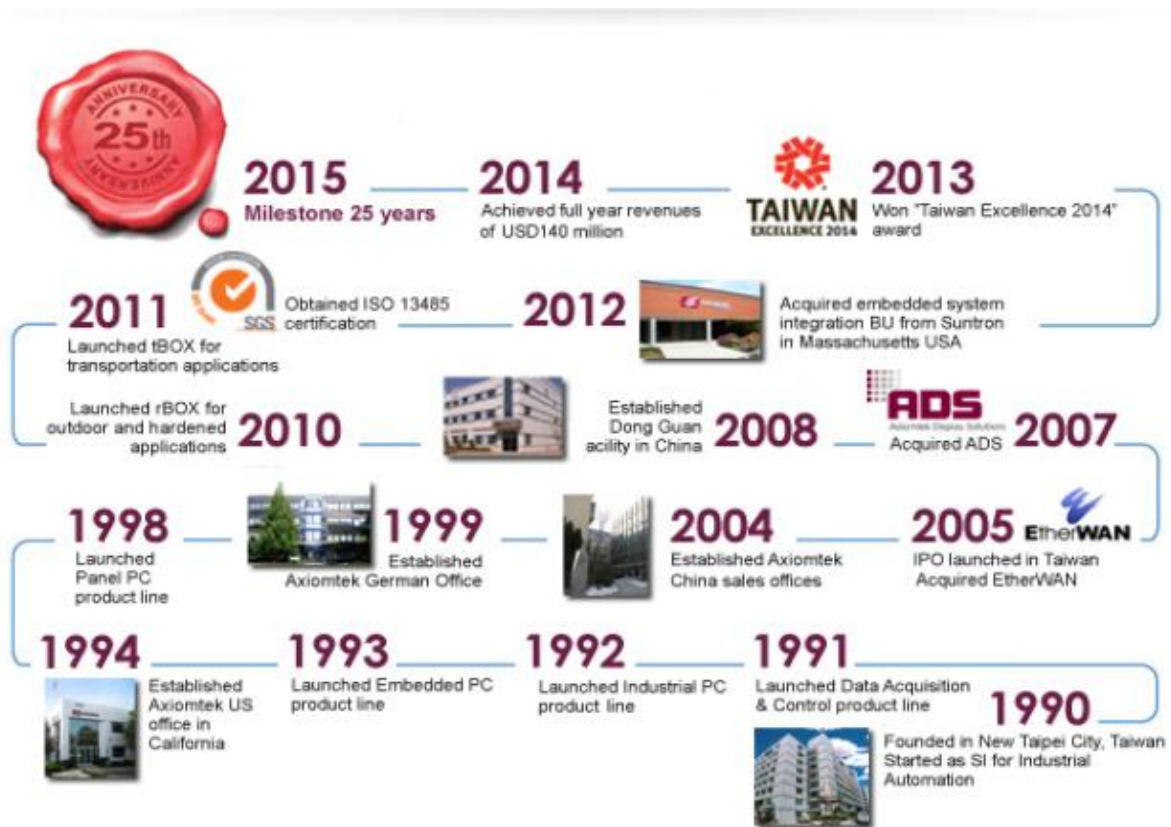 ANNIVERSARY
25th
ANNIVERSARY
2015
Milestone 25 years
2014
Achieved full year revenues
of USD140 million
TAIWAN
EXCELLENCE 2014
2013
Won "Taiwan Excellence 2014"
award
2011
Launched tBOX for
transportation applications
SGS
Obtained ISO 13485
certification
2012
Acquired embedded system
integration BU from Suntron
in Massachusetts USA
Launched rBOX for
outdoor and hardened
applications
2010
Established
Dong Guan
acility in China
2008
ADS
Axiomtek Display Solutions
Acquired ADS
2007
1998
Launched
Panel PC
product line
1999
Established
Axiomtek German Office
2004
Established Axiomtek
China sales offices
2005
EtherWAN
IPO launched in Taiwan
Acquired EtherWAN
1994
Established
Axiomtek US
office in
California
1993
Launched Embedded PC
product line
1992
Launched Industrial PC
product line
1991
Launched Data Acquisition
& Control product line
1990
Founded in New Taipei City, Taiwan
Started as SI for Industrial
Automation